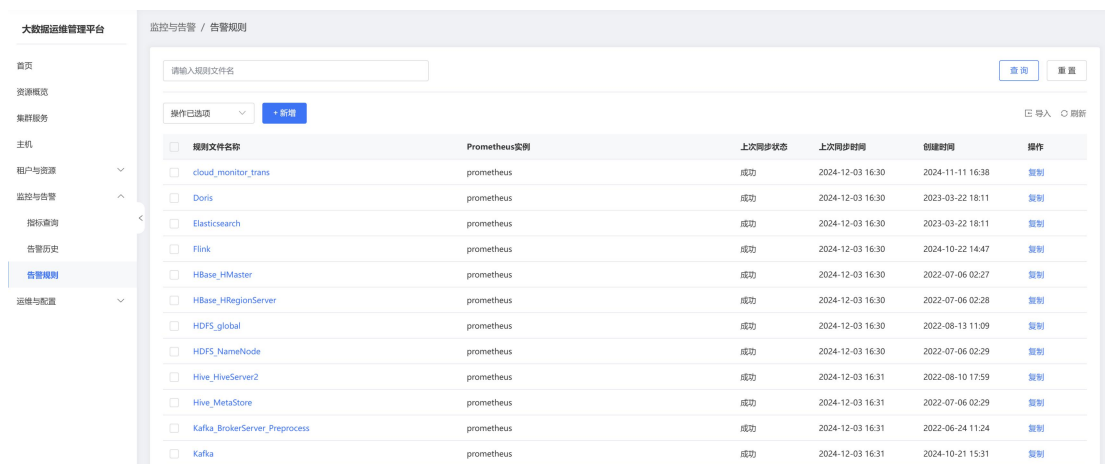 大数据运维管理平台
监控与告警 / 告警规则
首页
资源概览
集群服务
主机
租户与资源
监控与告警
指标查询
告警历史
告警规则
运维与配置
请输入规则文件名
查询 重置
操作已选项 + 新增 导入 刷新
规则文件名称 Prometheus实例 上次同步状态 上次同步时间 创建时间 操作
cloud_monitor_trans prometheus 成功 2024-12-03 16:30 2024-11-11 16:38 复制
Doris prometheus 成功 2024-12-03 16:30 2023-03-22 18:11 复制
Elasticsearch prometheus 成功 2024-12-03 16:30 2023-03-22 18:11 复制
Flink prometheus 成功 2024-12-03 16:30 2024-10-22 14:47 复制
HBase_HMaster prometheus 成功 2024-12-03 16:30 2022-07-06 02:27 复制
HBase_HRegionServer prometheus 成功 2024-12-03 16:30 2022-07-06 02:28 复制
HDFS_global prometheus 成功 2024-12-03 16:30 2022-08-13 11:09 复制
HDFS_NameNode prometheus 成功 2024-12-03 16:30 2022-07-06 02:29 复制
Hive_HiveServer2 prometheus 成功 2024-12-03 16:31 2022-08-10 17:59 复制
Hive_MetaStore prometheus 成功 2024-12-03 16:31 2022-07-06 02:29 复制
Kafka_BrokerServer_Preprocess prometheus 成功 2024-12-03 16:31 2022-06-24 11:24 复制
Kafka prometheus 成功 2024-12-03 16:31 2024-10-21 15:31 复制